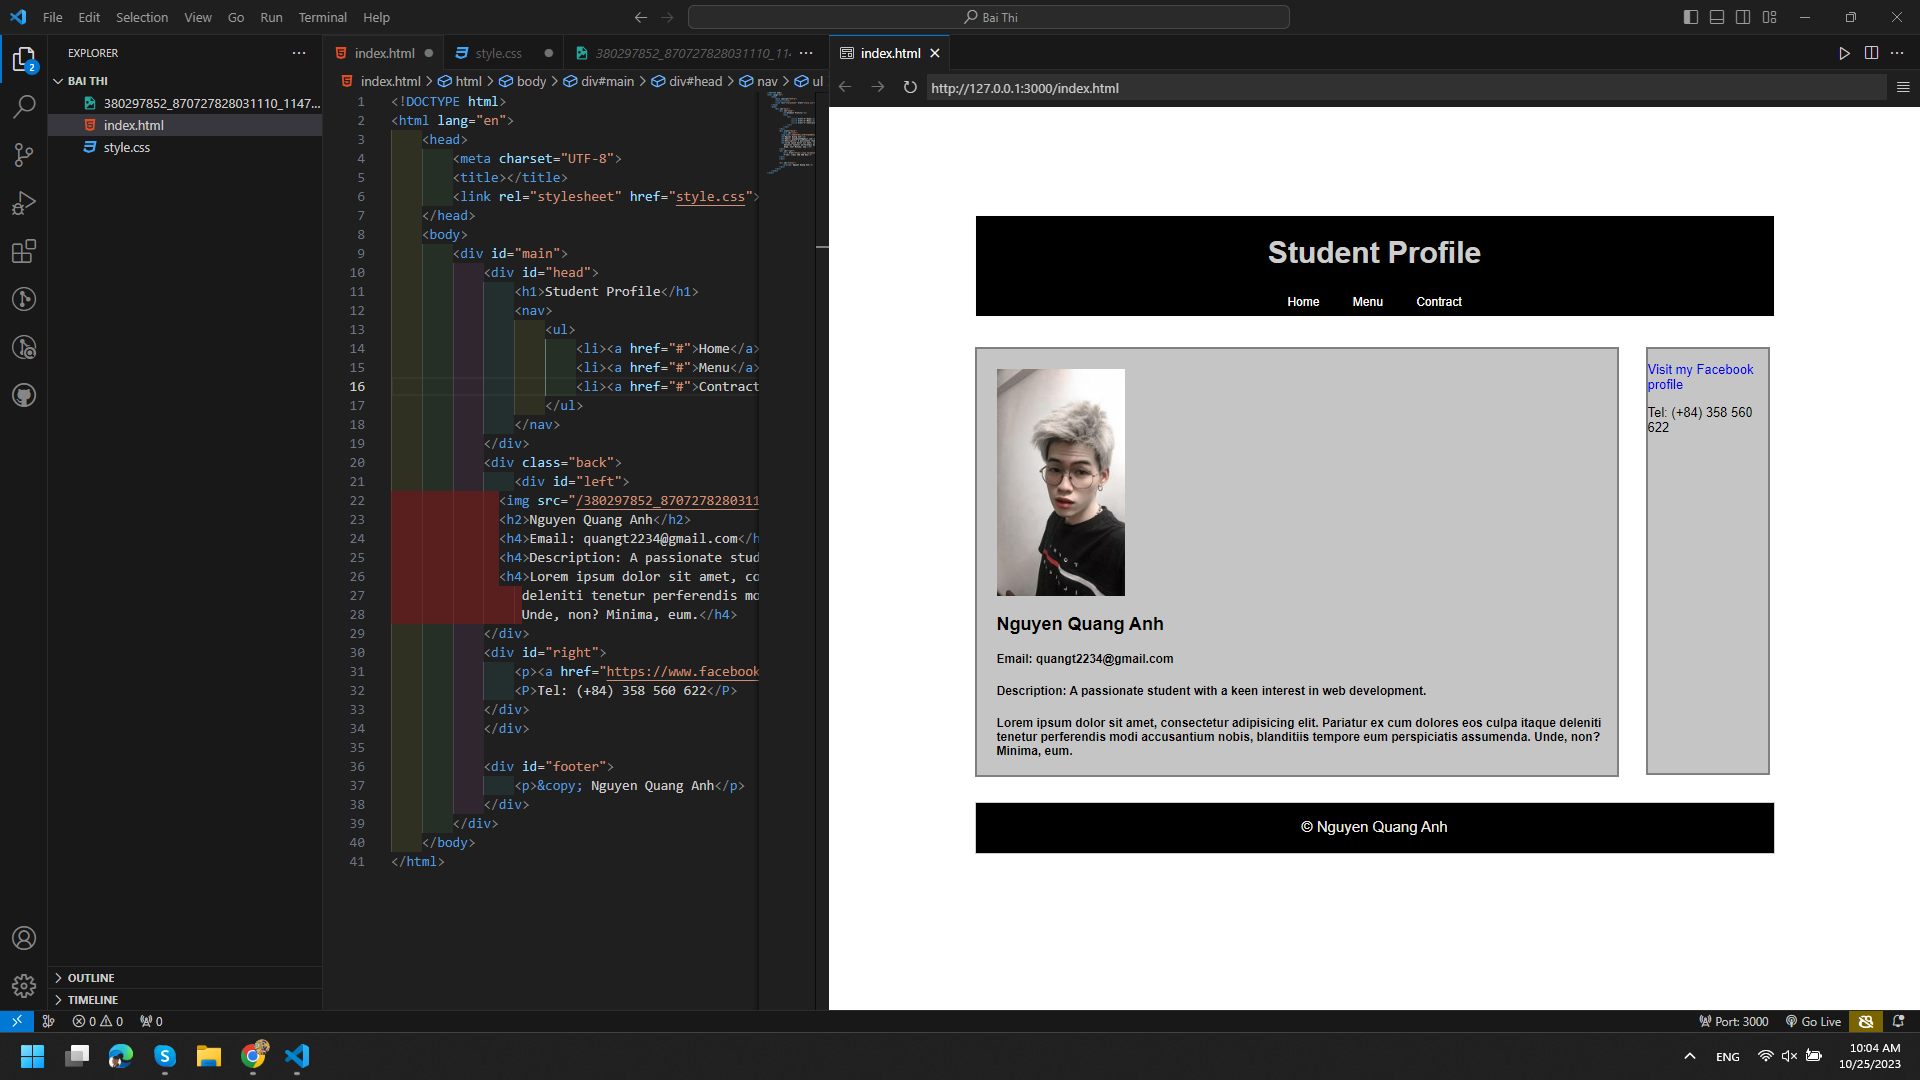 File Edit Selection View Go Run Terminal Help
Bai Thi
EXPLORER
BAI THI
380297852_870727828031110_1147...
index.html
style.css
2
OUTLINE
TIMELINE
index.html
style.css
380297852_870727828031110_114
index.html > html > body > div#main > div#head > nav > ul
1 <!DOCTYPE html>
2 <html lang="en">
3 <head>
4 <meta charset="UTF-8">
5 <title></title>
6 <link rel="stylesheet" href="style.css">
7 </head>
8 <body>
9 <div id="main">
10 <div id="head">
11 <h1>Student Profile</h1>
12 <nav>
13 <ul>
14 <li><a href="#">Home</a>
15 <li><a href="#">Menu</a>
16 <li><a href="#">Contract
17 </ul>
18 </nav>
19 </div>
20 <div class="back">
21 <div id="left">
22 <img src="/380297852_8707278280311
23 <h2>Nguyen Quang Anh</h2>
24 <h4>Email: quangt2234@gmail.com</h
25 <h4>Description: A passionate stud
26 <h4>Lorem ipsum dolor sit amet, co
27 deleniti tenetur perferendis mo
28 Unde, non? Minima, eum.</h4>
29 </div>
30 <div id="right">
31 <p><a href="https://www.facebook
32 <P>Tel: (+84) 358 560 622</P>
33 </div>
34 </div>
35
36 <div id="footer">
37 <p>&copy; Nguyen Quang Anh</p>
38 </div>
39 </div>
40 </body>
41 </html>
index.html
http://127.0.0.1:3000/index.html
Student Profile
Home Menu Contract
Nguyen Quang Anh
Email: quangt2234@gmail.com
Description: A passionate student with a keen interest in web development.
Lorem ipsum dolor sit amet, consectetur adipisicing elit. Pariatur ex cum dolores eos culpa itaque deleniti
tenetur perferendis modi accusantium nobis, blanditiis tempore eum perspiciatis assumenda. Unde, non?
Minima, eum.
Visit my Facebook
profile
Tel: (+84) 358 560
622
© Nguyen Quang Anh
0 0 0
Port: 3000 Go Live
ENG
10:04 AM
10/25/2023